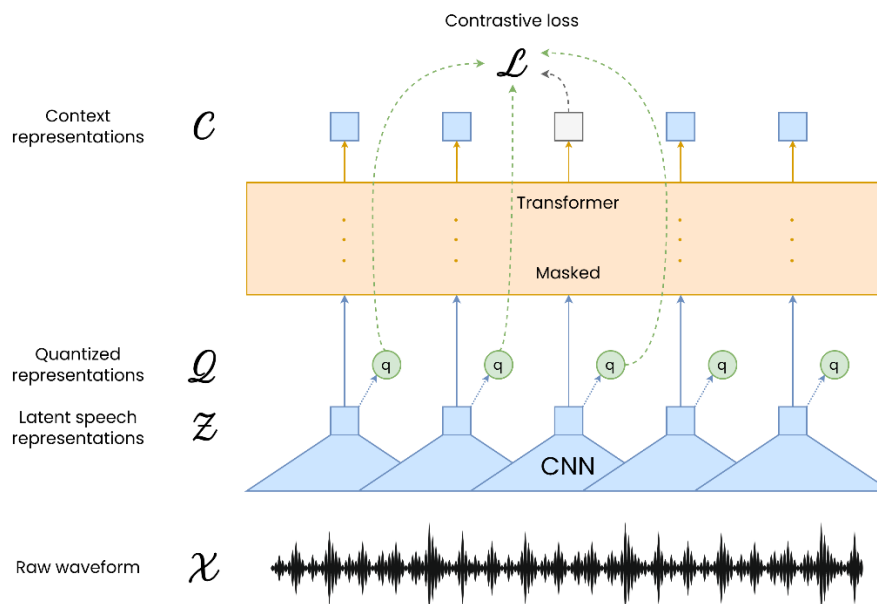 Contrastive loss
ℒ
Context
representations
𝒞
Transformer
Masked
Quantized
representations
𝒬
q
q
q
q
q
Latent speech
representations
𝒵
CNN
Raw waveform
𝒳